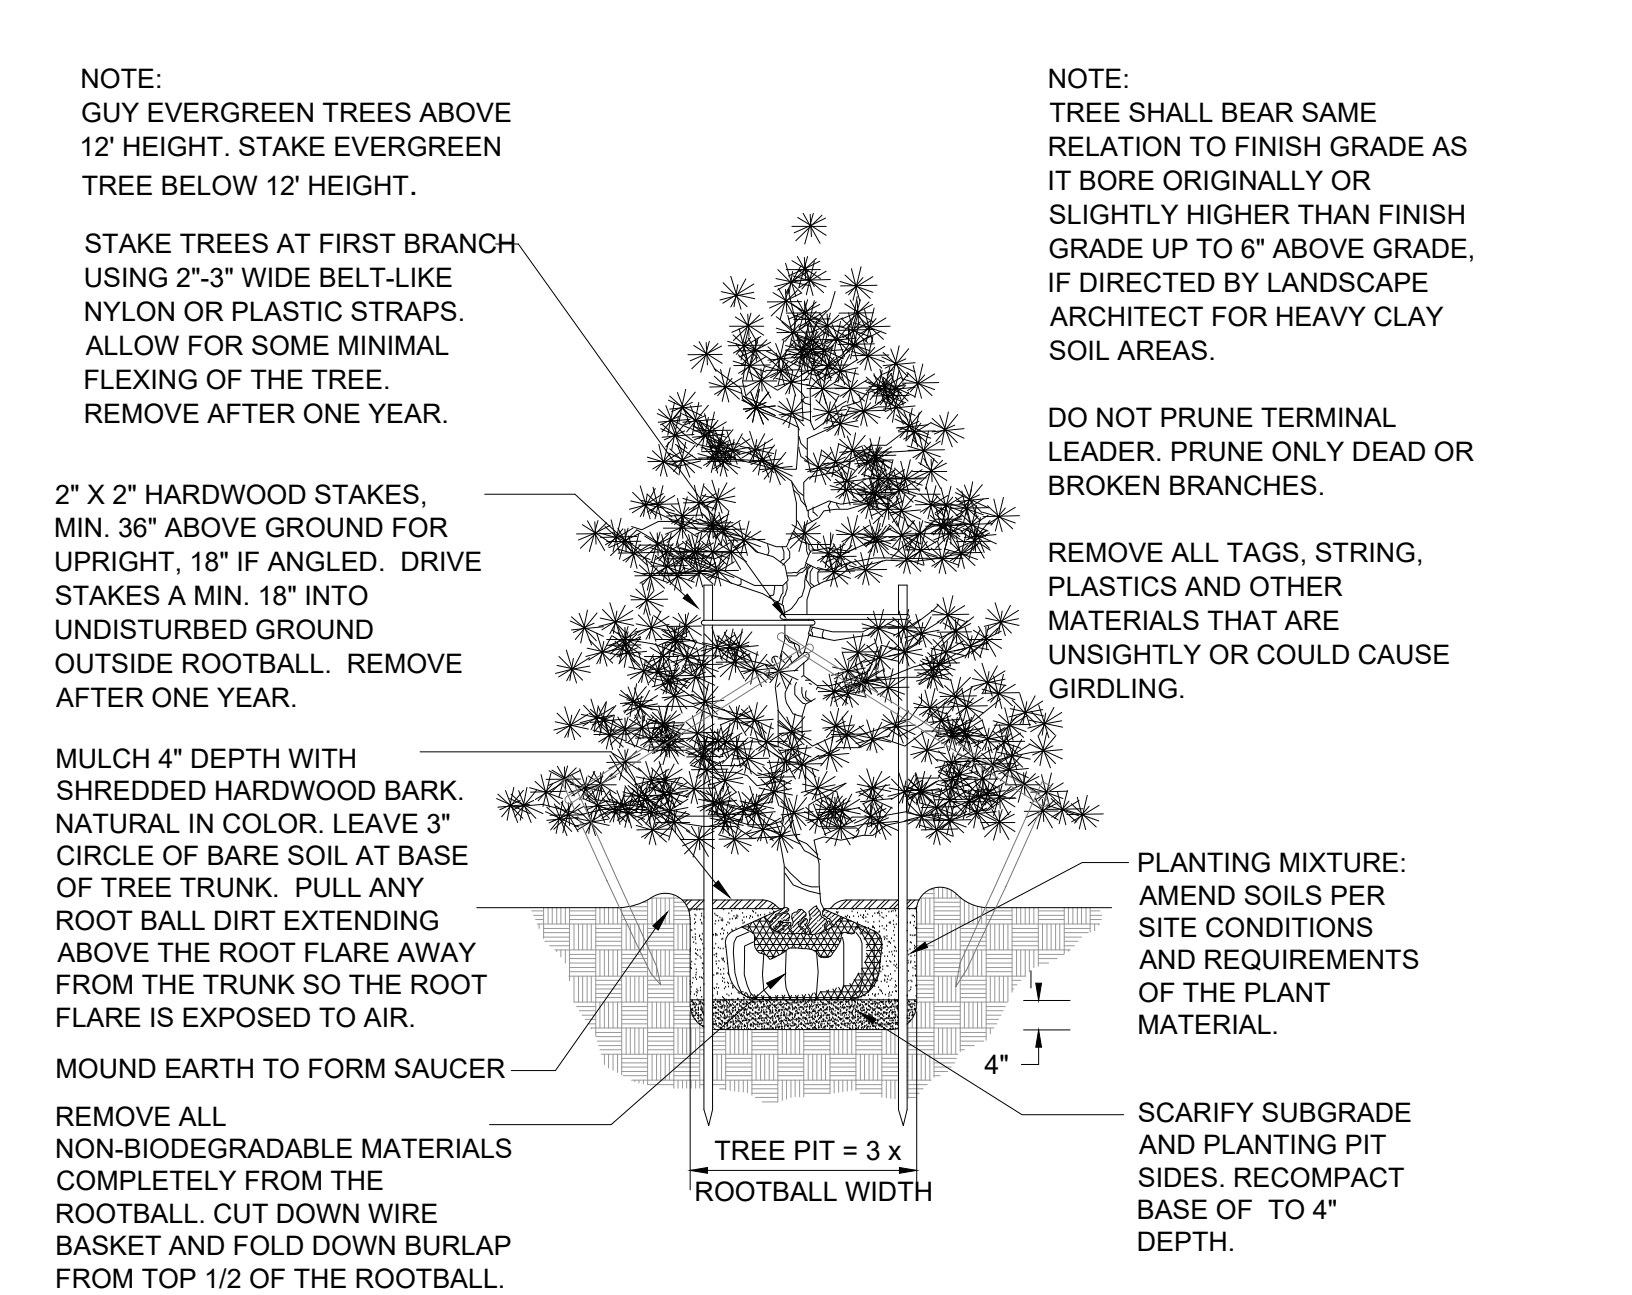 NOTE:
GUY EVERGREEN TREES ABOVE
12' HEIGHT. STAKE EVERGREEN
TREE BELOW 12' HEIGHT.
STAKE TREES AT FIRST BRANCH
USING 2"-3" WIDE BELT-LIKE
NYLON OR PLASTIC STRAPS.
ALLOW FOR SOME MINIMAL
FLEXING OF THE TREE.
REMOVE AFTER ONE YEAR.
2" X 2" HARDWOOD STAKES,
MIN. 36" ABOVE GROUND FOR
UPRIGHT, 18" IF ANGLED.  DRIVE
STAKES A MIN. 18" INTO
UNDISTURBED GROUND
OUTSIDE ROOTBALL.  REMOVE
AFTER ONE YEAR.
MULCH 4" DEPTH WITH
SHREDDED HARDWOOD BARK.
NATURAL IN COLOR. LEAVE 3"
CIRCLE OF BARE SOIL AT BASE
OF TREE TRUNK.  PULL ANY
ROOT BALL DIRT EXTENDING
ABOVE THE ROOT FLARE AWAY
FROM THE TRUNK SO THE ROOT
FLARE IS EXPOSED TO AIR.
MOUND EARTH TO FORM SAUCER
REMOVE ALL
NON-BIODEGRADABLE MATERIALS
COMPLETELY FROM THE
ROOTBALL. CUT DOWN WIRE
BASKET AND FOLD DOWN BURLAP
FROM TOP 1/2 OF THE ROOTBALL.
TREE PIT = 3 x
ROOTBALL WIDTH
NOTE:
TREE SHALL BEAR SAME
RELATION TO FINISH GRADE AS
IT BORE ORIGINALLY OR
SLIGHTLY HIGHER THAN FINISH
GRADE UP TO 6" ABOVE GRADE,
IF DIRECTED BY LANDSCAPE
ARCHITECT FOR HEAVY CLAY
SOIL AREAS.
DO NOT PRUNE TERMINAL
LEADER. PRUNE ONLY DEAD OR
BROKEN BRANCHES.
REMOVE ALL TAGS, STRING,
PLASTICS AND OTHER
MATERIALS THAT ARE
UNSIGHTLY OR COULD CAUSE
GIRDLING.
PLANTING MIXTURE:
AMEND SOILS PER
SITE CONDITIONS
AND REQUIREMENTS
OF THE PLANT
MATERIAL.
4"
SCARIFY SUBGRADE
AND PLANTING PIT
SIDES. RECOMPACT
BASE OF  TO 4"
DEPTH.